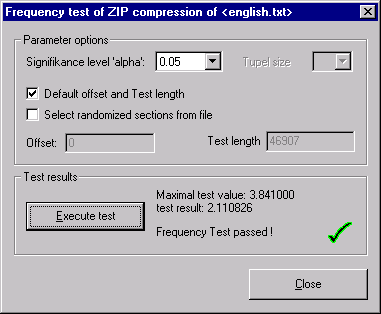 Frequency test of ZIP compression of <english.txt>
Parameter options
Signifikance level 'alpha': 0.05 Tupel size
Default offset and Test length
Select randomized sections from file
Offset: 0 Test length 46907
Test results
Maximal test value: 3.841000
Execute test test result: 2.110826
Frequency Test passed !
Close